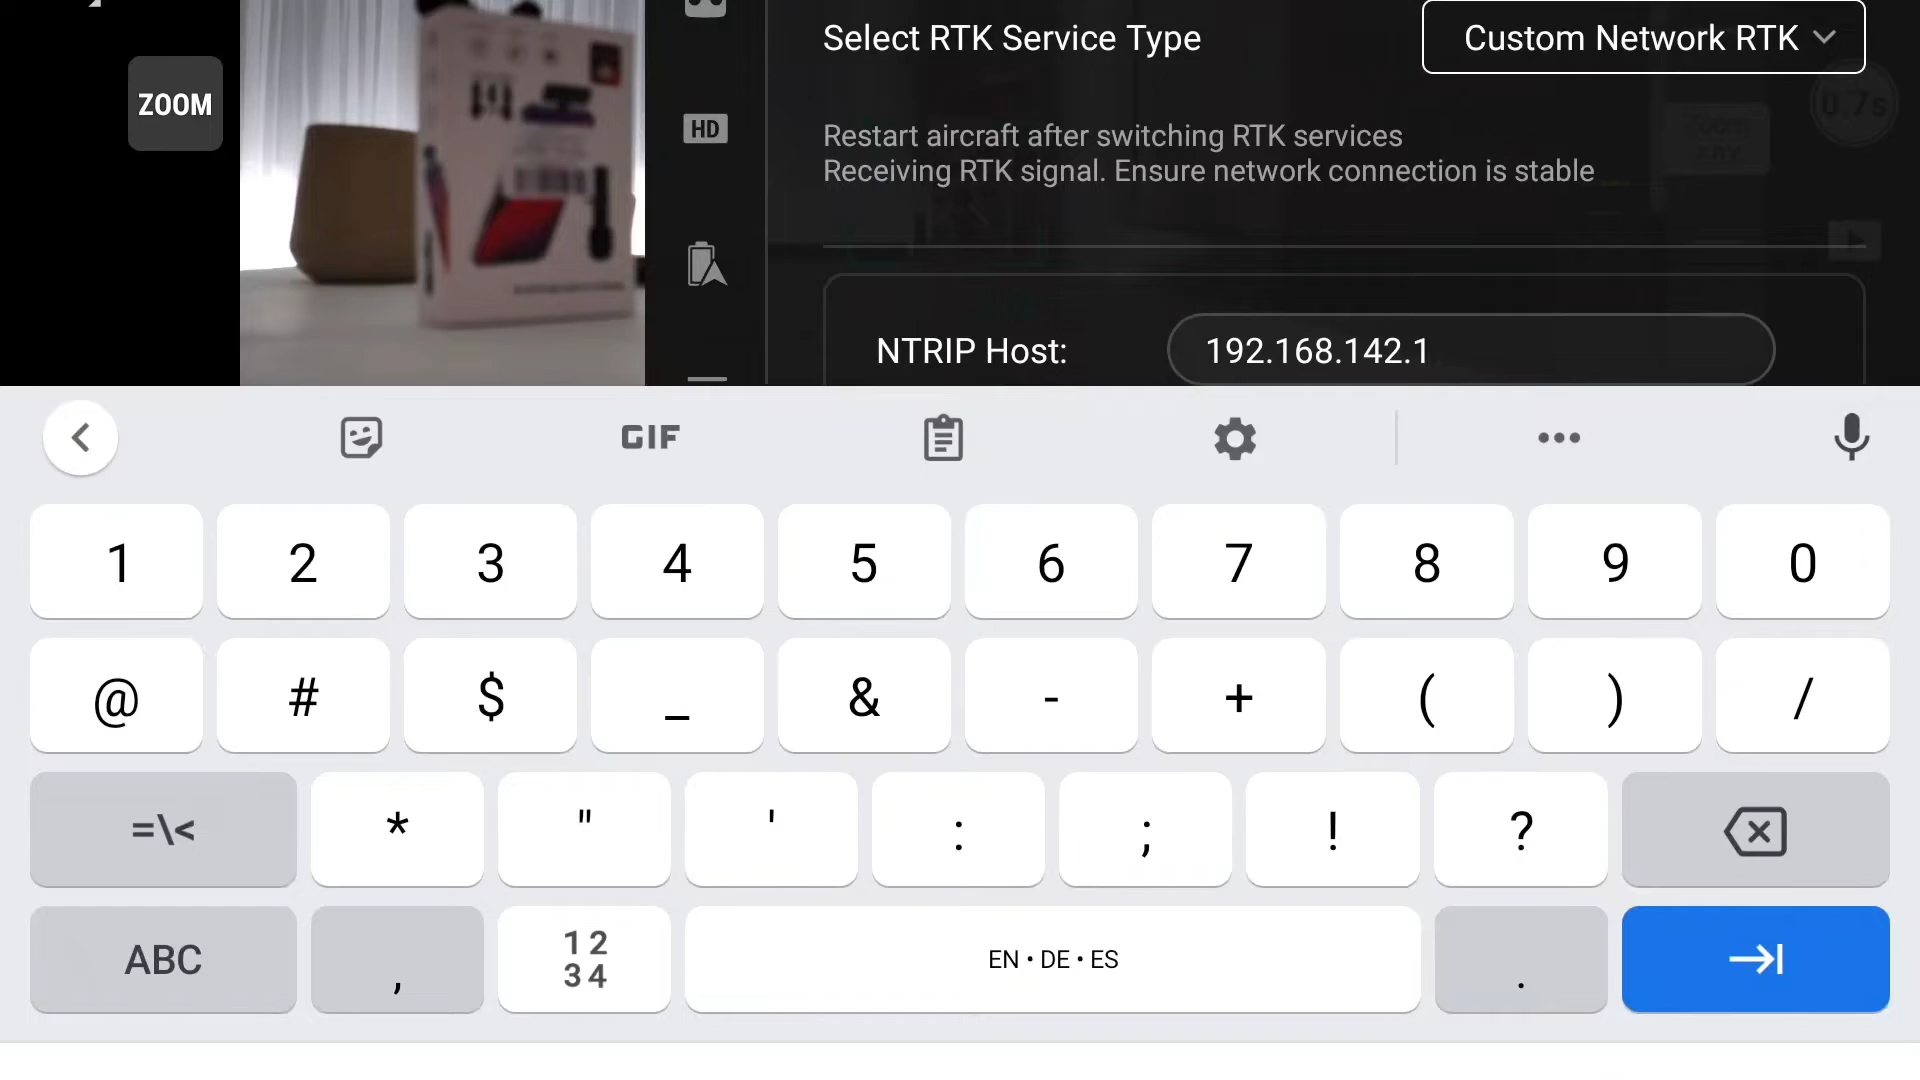 Select RTK Service Type
Custom Network RTK
ZOOM
HD
0.7s
Restart aircraft after switching RTK services
Receiving RTK signal. Ensure network connection is stable
NTRIP Host:
192.168.142.1
GIF
1 2 3 4 5 6 7 8 9 0
@ # $ _ & - + ( ) /
=\< * " ' : ; ! ?
ABC , 1 2 EN • DE • ES .
3 4